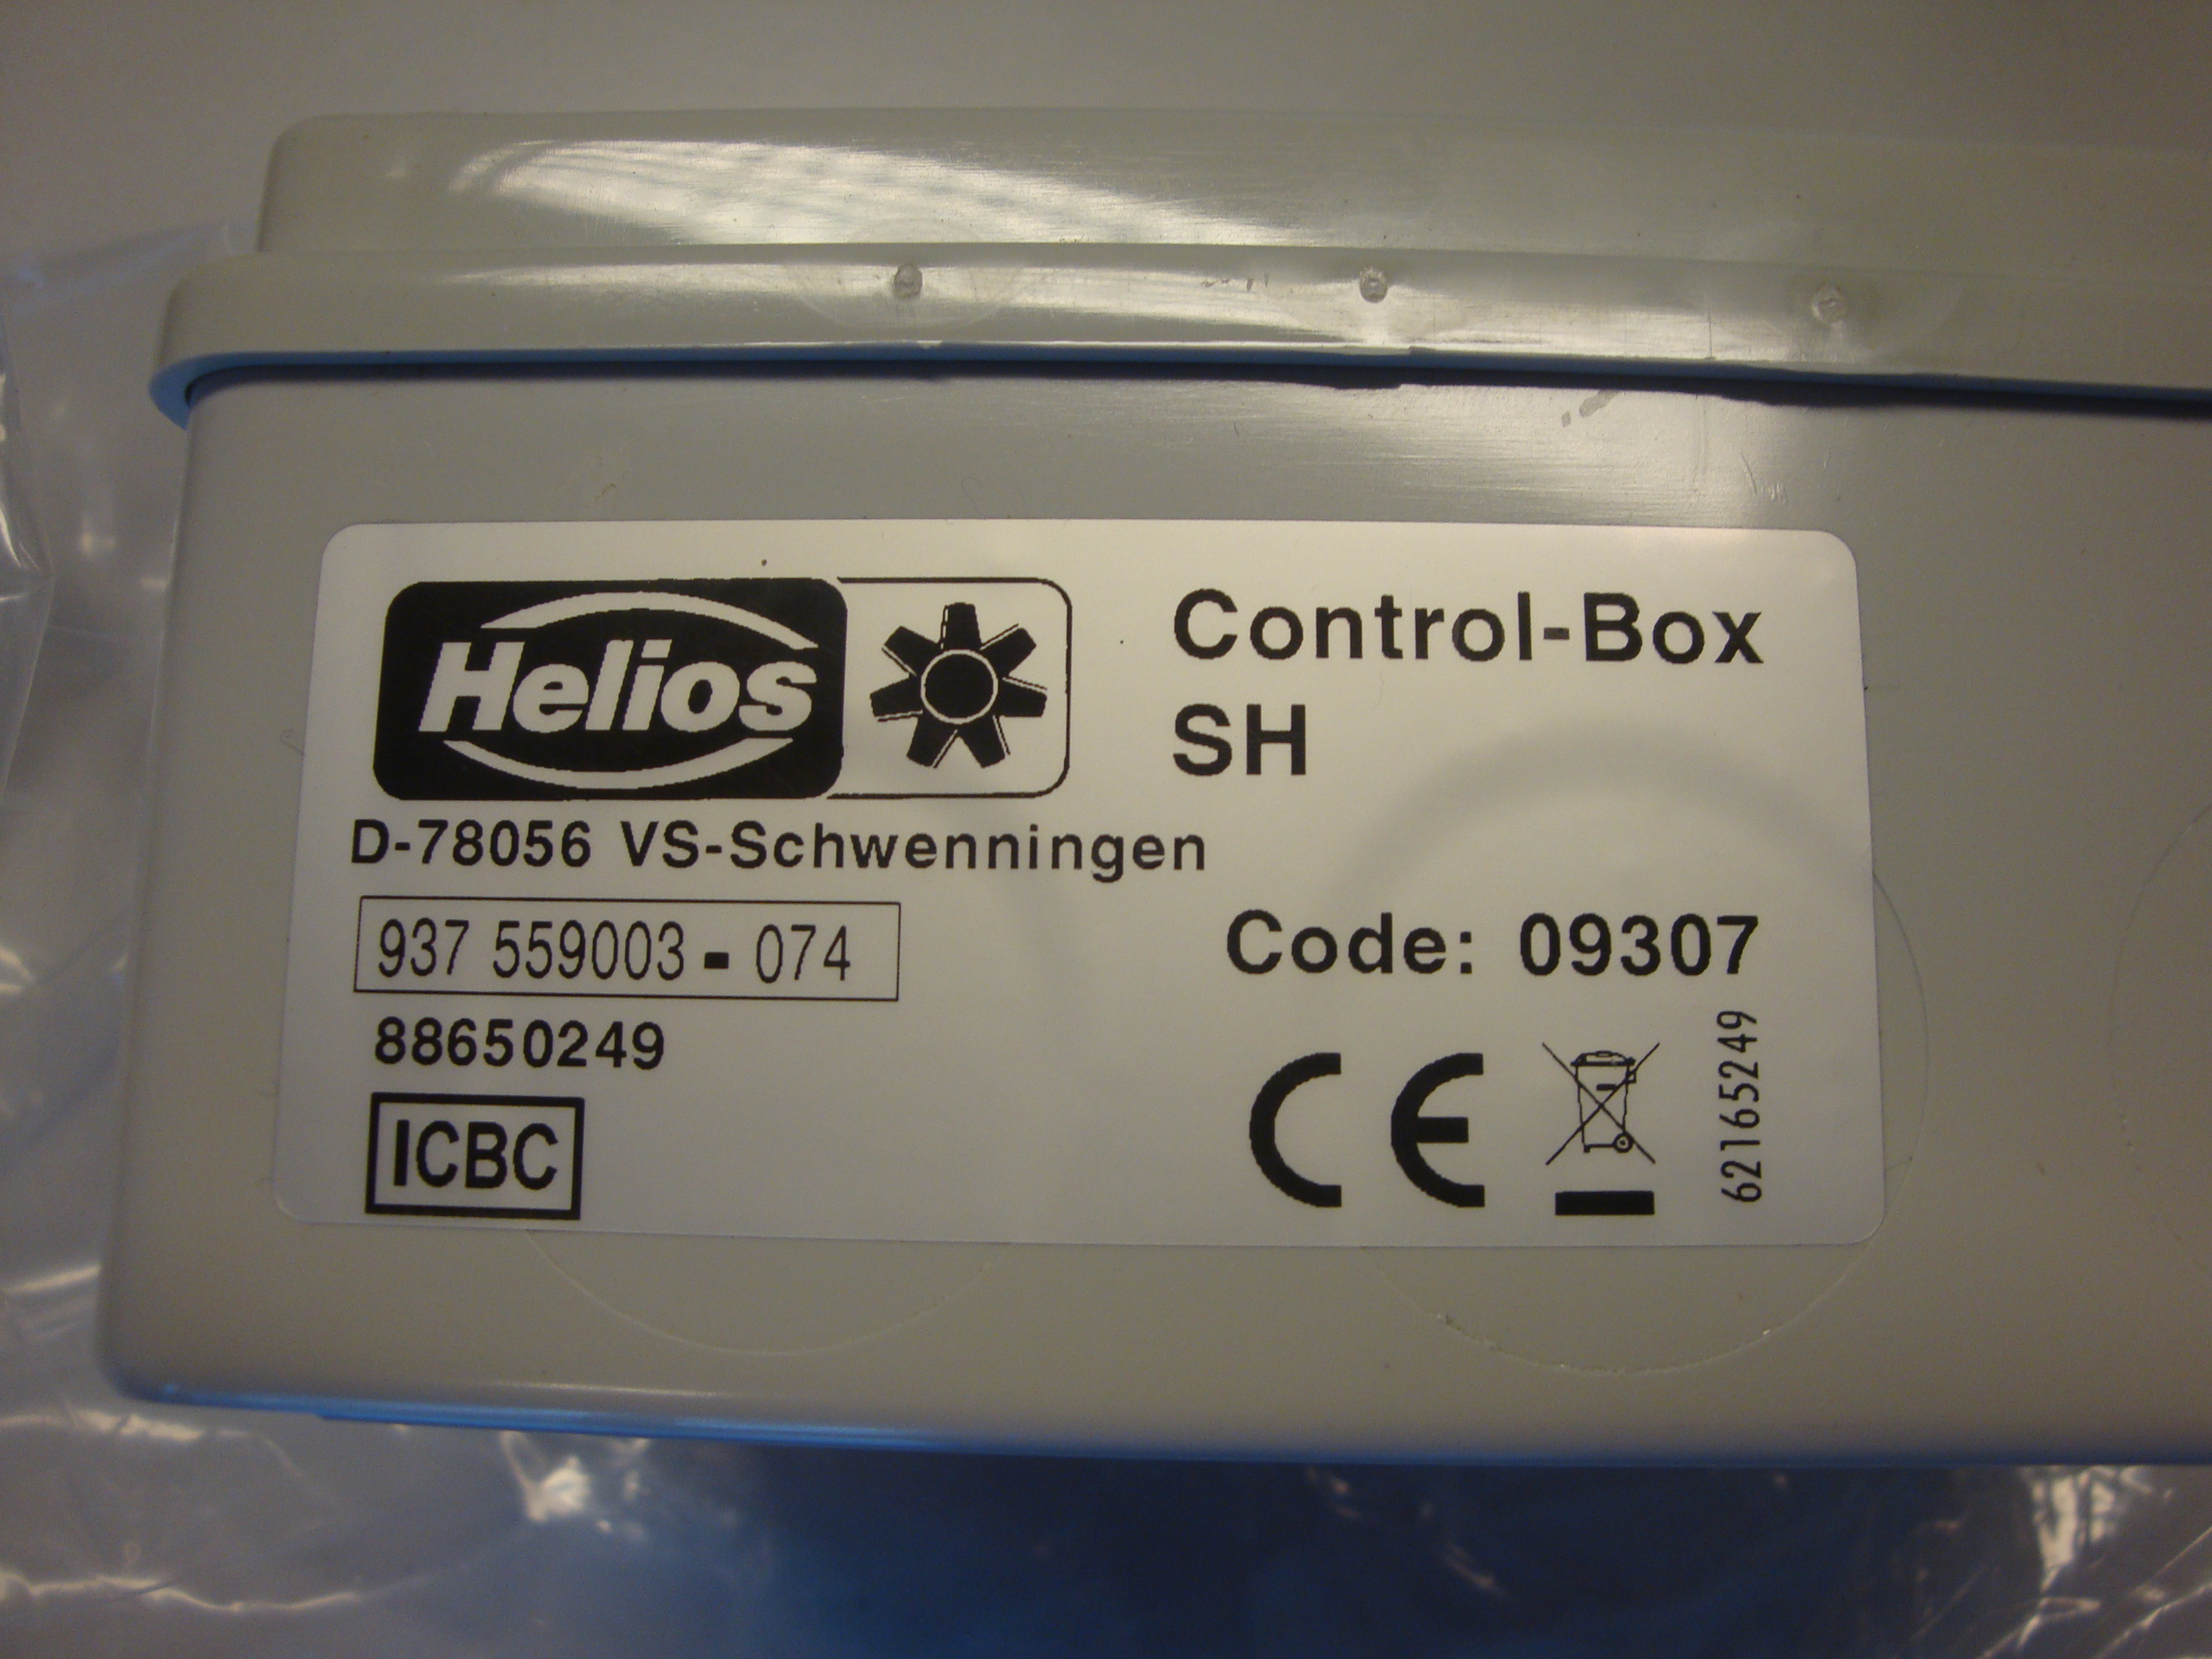 Helios
Control-Box
SH
D-78056 VS-Schwenningen
937 559003 - 074
Code: 09307
88650249
ICBC
CE
62165249